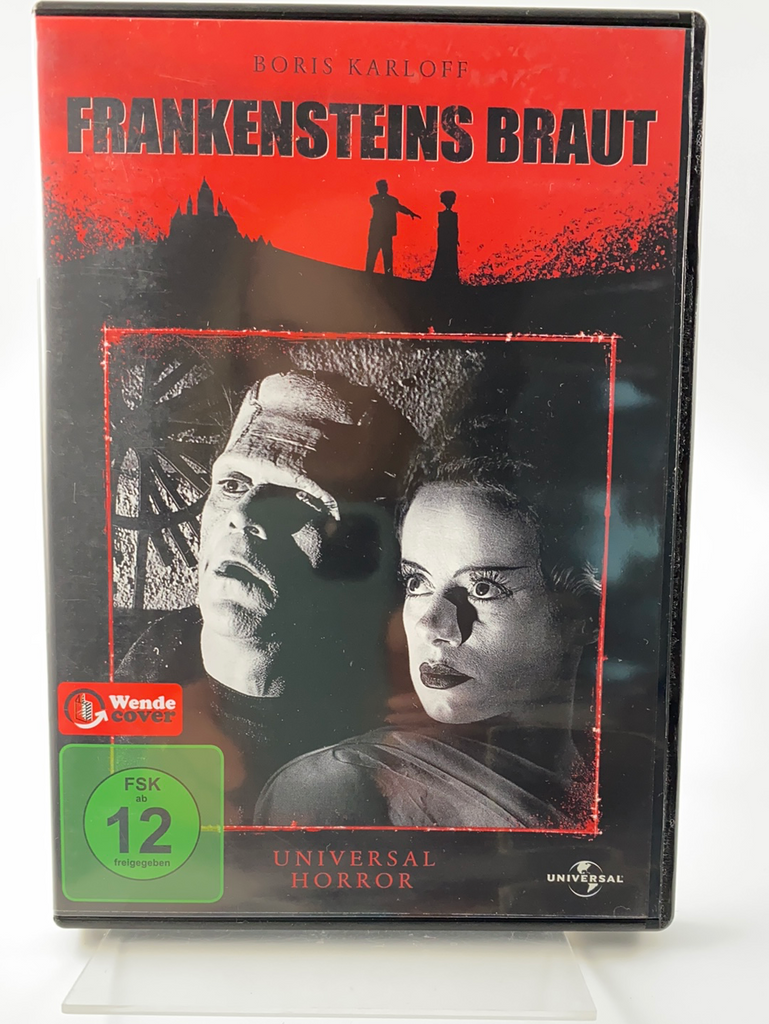 BORIS KARLOFF
FRANKENSTEINS BRAUT
Wende
cover
FSK
ab
12
freigegeben
UNIVERSAL
HORROR
UNIVERSAL